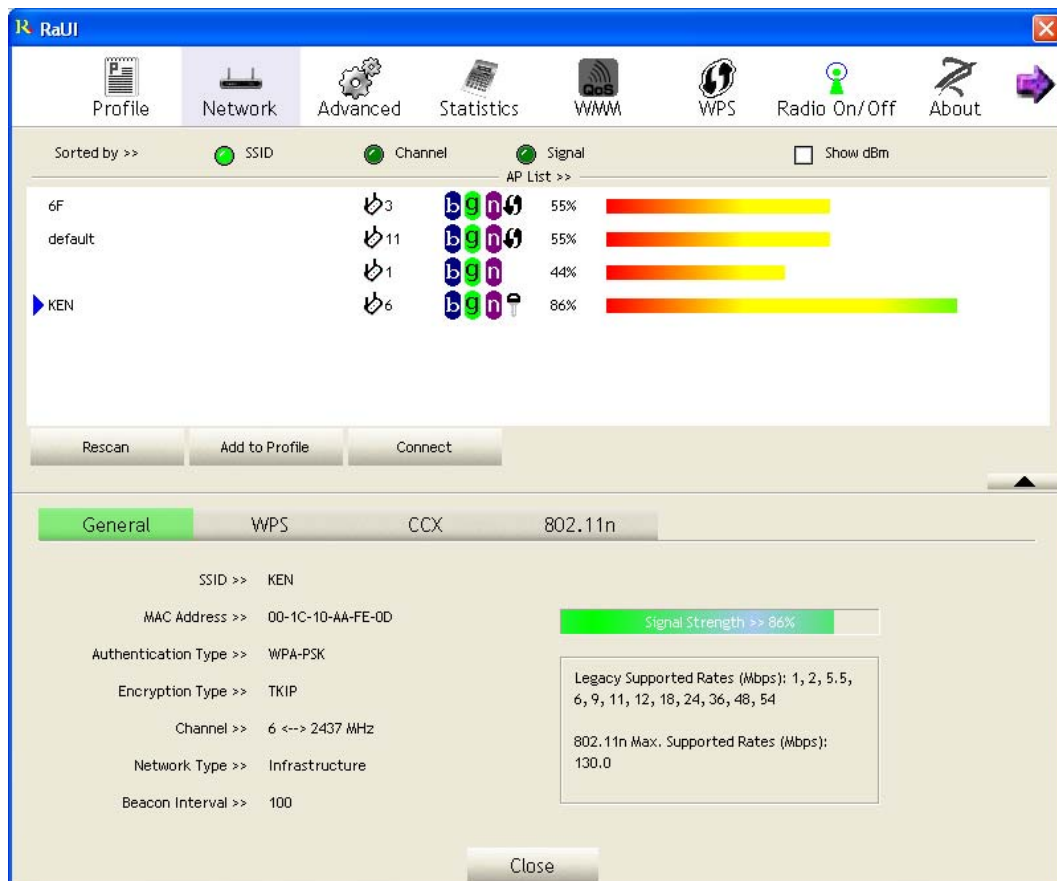 RaUI
Profile Network Advanced Statistics QoS WMM WPS Radio On/Off About
Sorted by >> SSID Channel Signal Show dBm
AP List >>
6F 3 b g n 55%
default 11 b g n 55%
1 b g n 44%
KEN 6 b g n 86%
Rescan Add to Profile Connect
General WPS CCX 802.11n
SSID >> KEN
MAC Address >> 00-1C-10-AA-FE-0D
Authentication Type >> WPA-PSK
Encryption Type >> TKIP
Channel >> 6 <--> 2437 MHz
Network Type >> Infrastructure
Beacon Interval >> 100
Signal Strength >> 86%
Legacy Supported Rates (Mbps): 1, 2, 5.5,
6, 9, 11, 12, 18, 24, 36, 48, 54
802.11n Max. Supported Rates (Mbps):
130.0
Close